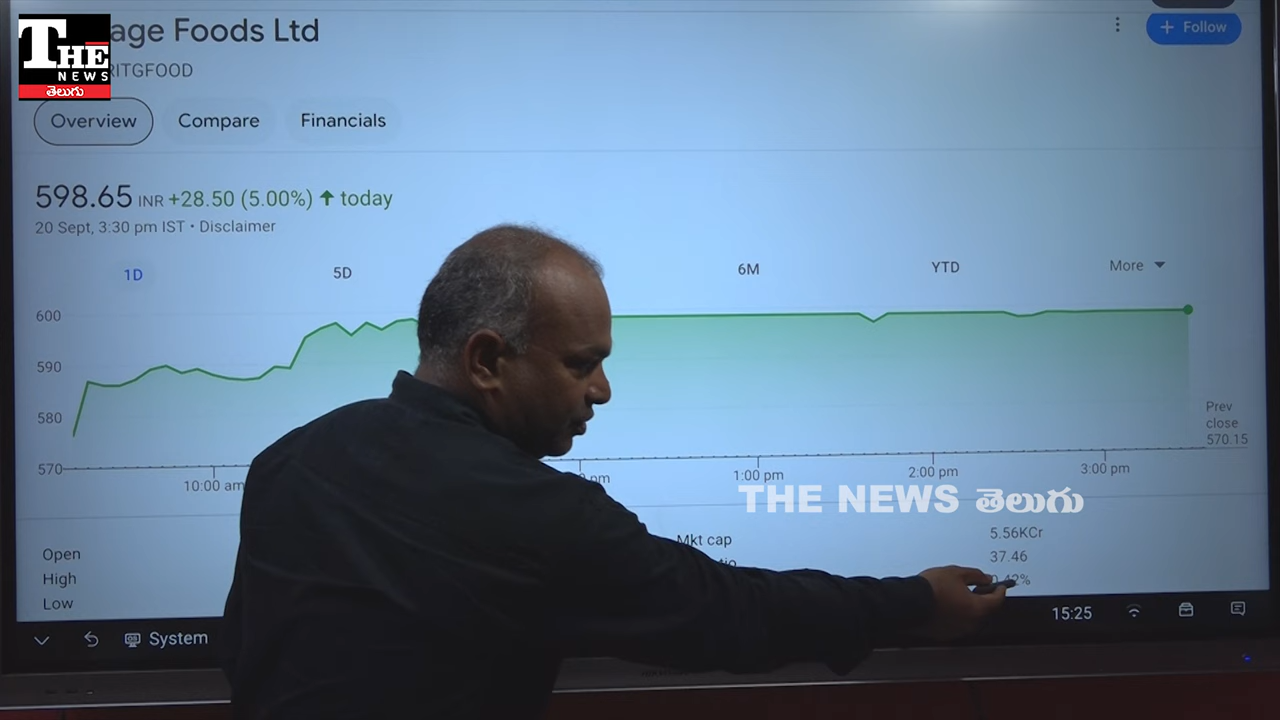 THE
NEWS
తెలుగు
age Foods Ltd
RITGFOOD
+ Follow
Overview Compare Financials
598.65 INR +28.50 (5.00%) ↑ today
20 Sept, 3:30 pm IST • Disclaimer
1D 5D 6M YTD More
600
590
580
570
Prev
close
570.15
10:00 am pm 1:00 pm 2:00 pm 3:00 pm
THE NEWS తెలుగు
Open
High
Low
Mkt cap 5.56KCr
37.46
System
15:25